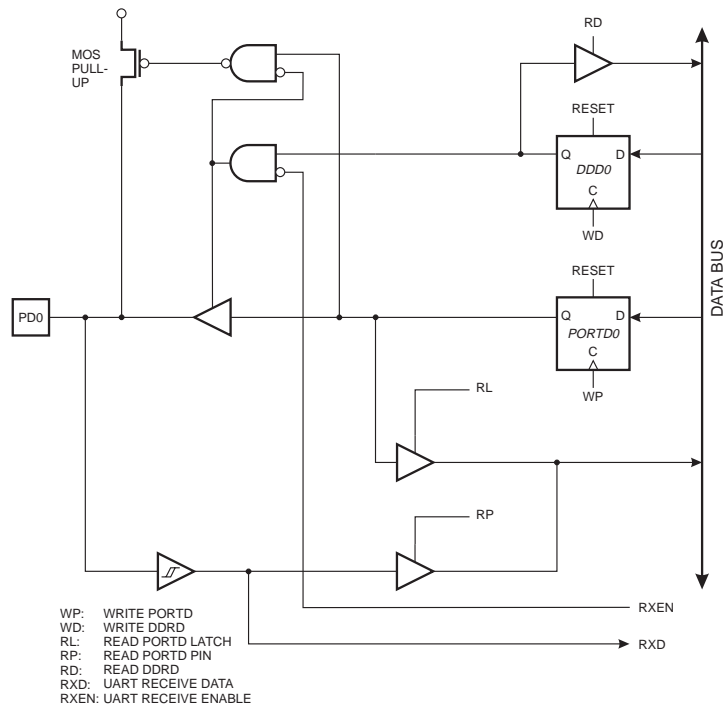 RD
MOS
PULL-
UP
RESET
Q
D
DDD0
C
WD
DATA BUS
RESET
PD0
Q
D
PORTD0
C
WP
RL
RP
WP: WRITE PORTD
WD: WRITE DDRD
RL: READ PORTD LATCH
RP: READ PORTD PIN
RD: READ DDRD
RXD: UART RECEIVE DATA
RXEN: UART RECEIVE ENABLE
RXEN
RXD